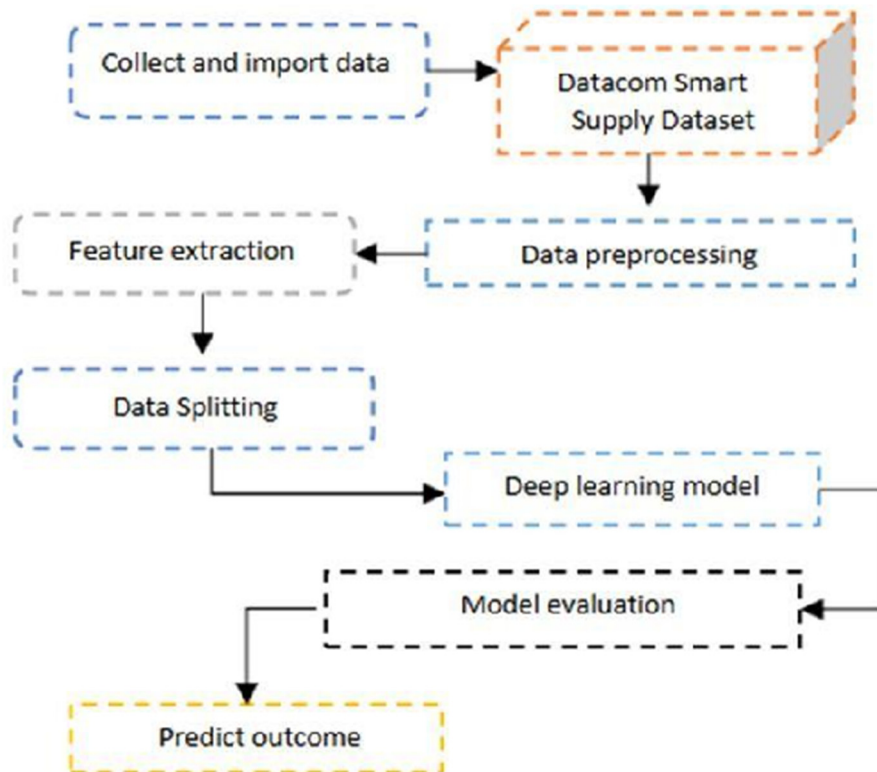 Collect and import data
Datacom Smart
Supply Dataset
Data preprocessing
Feature extraction
Data Splitting
Deep learning model
Model evaluation
Predict outcome